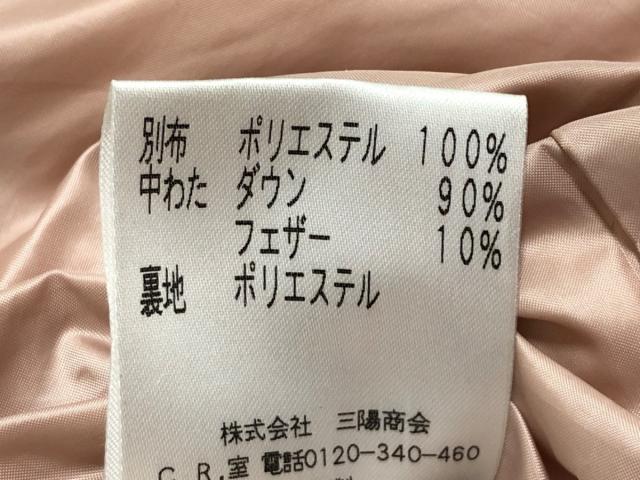 別布 ポリエステル 100%
中わた ダウン 90%
フェザー 10%
裏地 ポリエステル
株式会社 三陽商会
C.R.室 電話0120-340-460